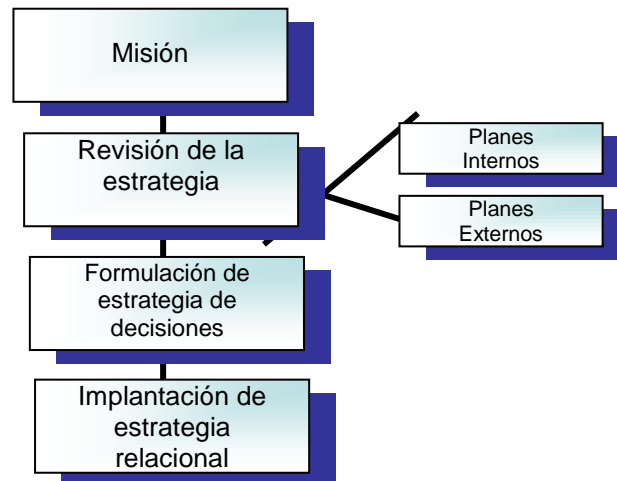 Misión
Revisión de la
estrategia
Planes
Internos
Planes
Externos
Formulación de
estrategia de
decisiones
Implantación de
estrategia
relacional